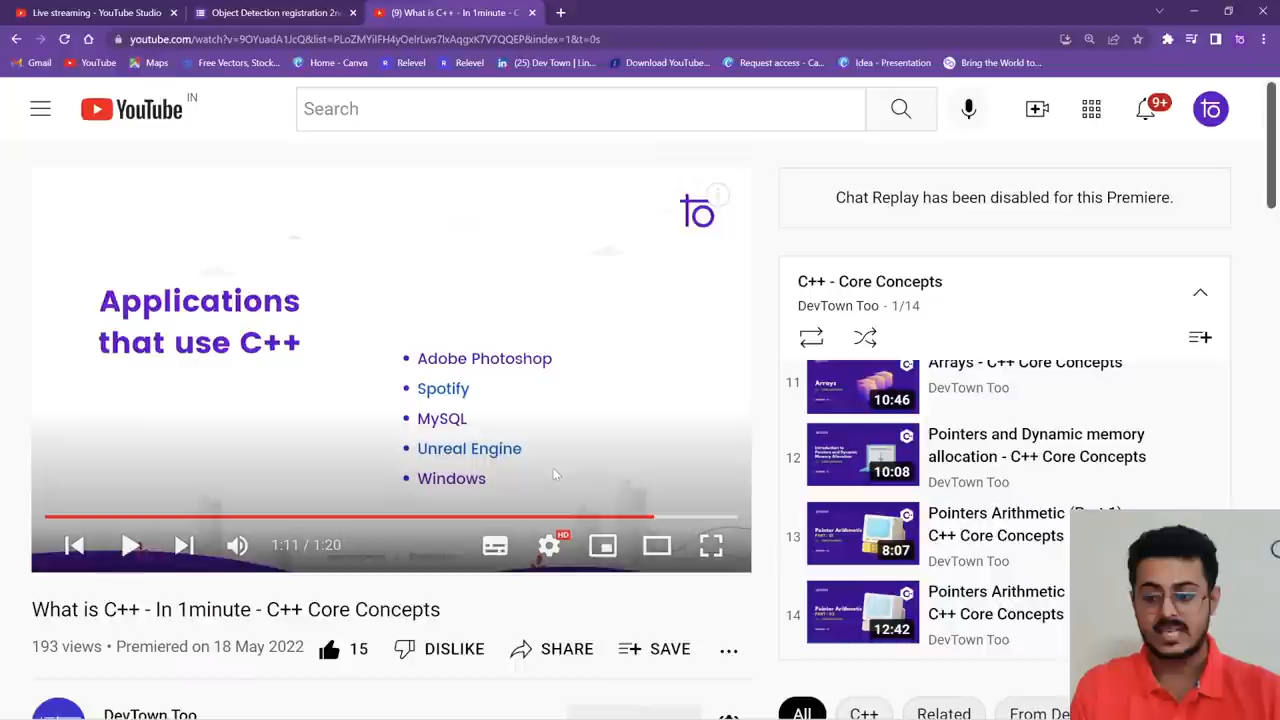 Live streaming - YouTube Studio
Object Detection registration 2n
(9) What is C++ - In 1minute - C
youtube.com/watch?v=9OYuadA1JcQ&list=PLoZMYiIFH4yOelrLws7lxAqgxK7V7QQEP&index=1&t=0s
Gmail
YouTube
Maps
Free Vectors, Stock...
Home - Canva
Relevel
Relevel
(25) Dev Town | Lin...
Download YouTube...
Request access - Ca...
Idea - Presentation
Bring the World to...
YouTube IN
Search
9+
to
to
Applications
that use C++
• Adobe Photoshop
• Spotify
• MySQL
• Unreal Engine
• Windows
HD
1:11 / 1:20
Chat Replay has been disabled for this Premiere.
C++ - Core Concepts
DevTown Too - 1/14
11
Arrays
10:46
Arrays - C++ Core Concepts
DevTown Too
12
10:08
Pointers and Dynamic memory
allocation - C++ Core Concepts
DevTown Too
13
8:07
Pointers Arithmetic (Part 1)
C++ Core Concepts
DevTown Too
14
12:42
Pointers Arithmetic
C++ Core Concepts
DevTown Too
What is C++ - In 1minute - C++ Core Concepts
193 views • Premiered on 18 May 2022
15
DISLIKE
SHARE
SAVE
DevTown Too
All
C++
Related
From De